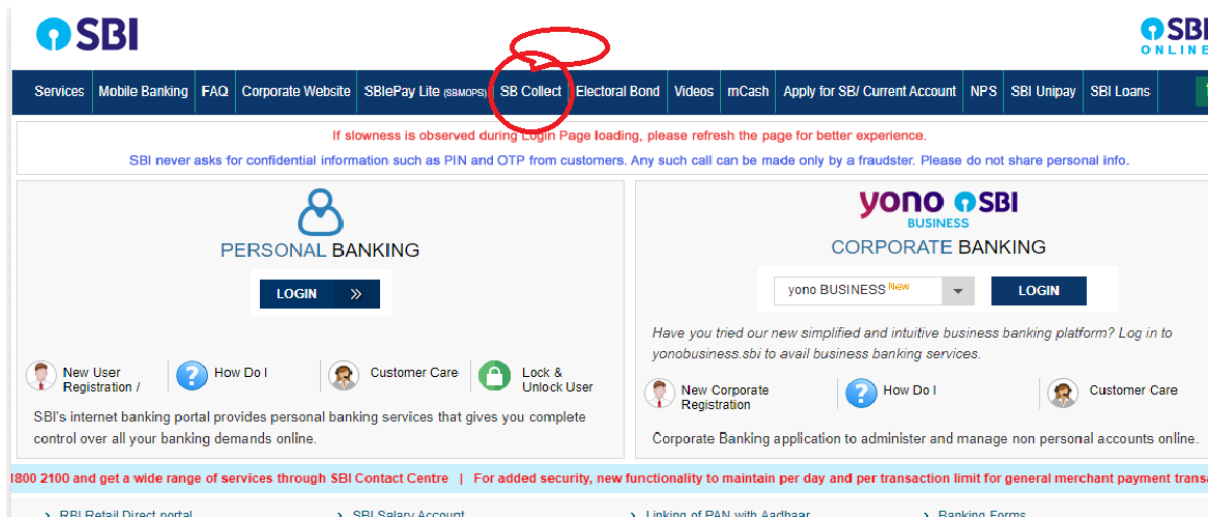 SBI
SBI
ONLINE
Services Mobile Banking FAQ Corporate Website SBIePay Lite (SBMOPS) SB Collect Electoral Bond Videos mCash Apply for SB/ Current Account NPS SBI Unipay SBI Loans
If slowness is observed during Login Page loading, please refresh the page for better experience.
SBI never asks for confidential information such as PIN and OTP from customers. Any such call can be made only by a fraudster. Please do not share personal info.
PERSONAL BANKING
LOGIN
New User
Registration /
How Do I
Customer Care
Lock &
Unlock User
SBI's internet banking portal provides personal banking services that gives you complete
control over all your banking demands online.
yono SBI
BUSINESS
CORPORATE BANKING
yono BUSINESS New
LOGIN
Have you tried our new simplified and intuitive business banking platform? Log in to
yonobusiness.sbi to avail business banking services.
New Corporate
Registration
How Do I
Customer Care
Corporate Banking application to administer and manage non personal accounts online.
1800 2100 and get a wide range of services through SBI Contact Centre | For added security, new functionality to maintain per day and per transaction limit for general merchant payment transa
RBI Retail Direct portal SBI Salary Account Linking of PAN with Aadhaar Banking Forms